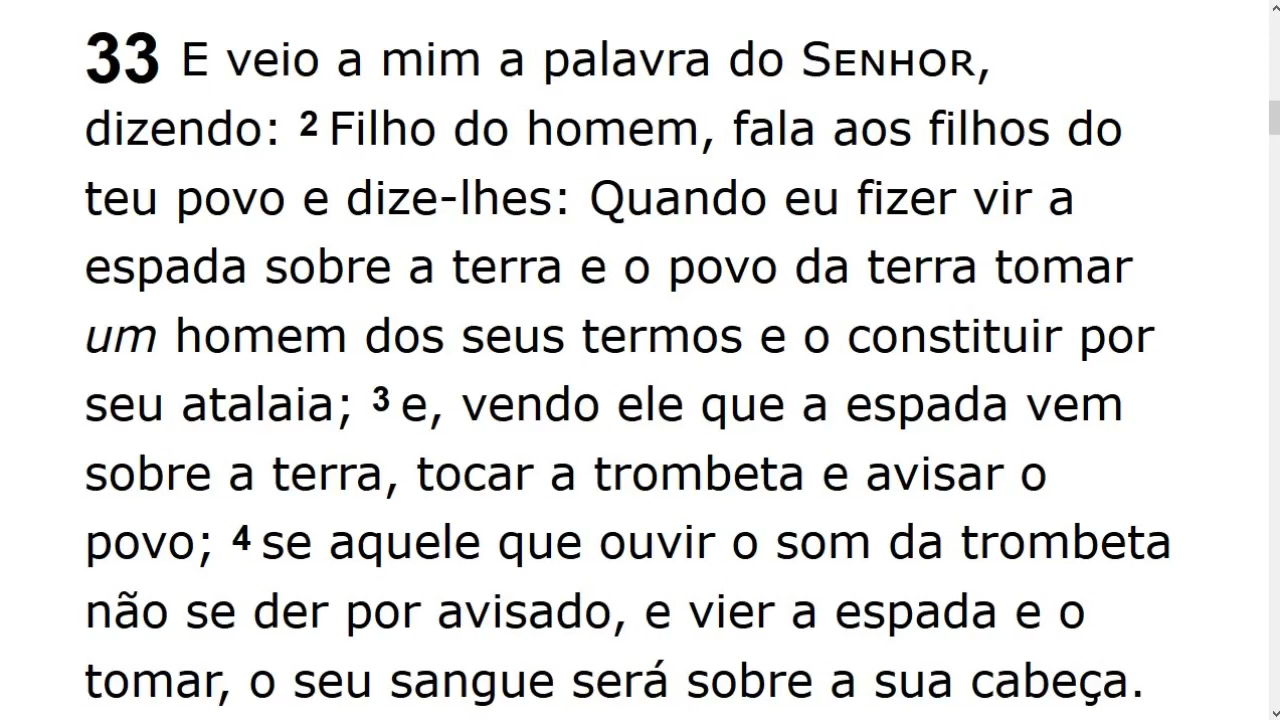 33 E veio a mim a palavra do SENHOR,
dizendo: 2 Filho do homem, fala aos filhos do
teu povo e dize-lhes: Quando eu fizer vir a
espada sobre a terra e o povo da terra tomar
um homem dos seus termos e o constituir por
seu atalaia; 3 e, vendo ele que a espada vem
sobre a terra, tocar a trombeta e avisar o
povo; 4 se aquele que ouvir o som da trombeta
não se der por avisado, e vier a espada e o
tomar, o seu sangue será sobre a sua cabeça.